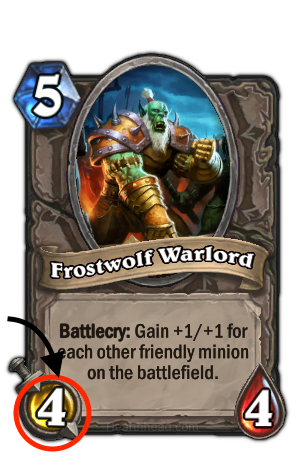 5
Frostwolf Warlord
Battlecry: Gain +1/+1 for
each other friendly minion
on the battlefield.
4
4